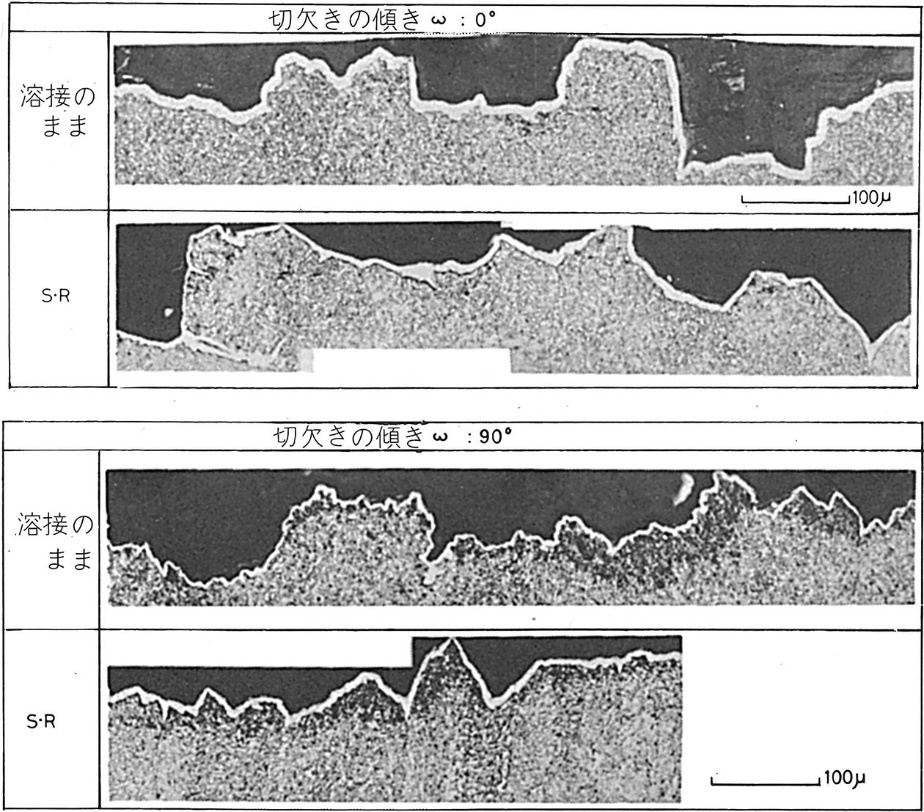 切欠きの傾き ω : 0°
溶接の
まま
100μ
S・R
切欠きの傾き ω : 90°
溶接の
まま
S・R
100μ